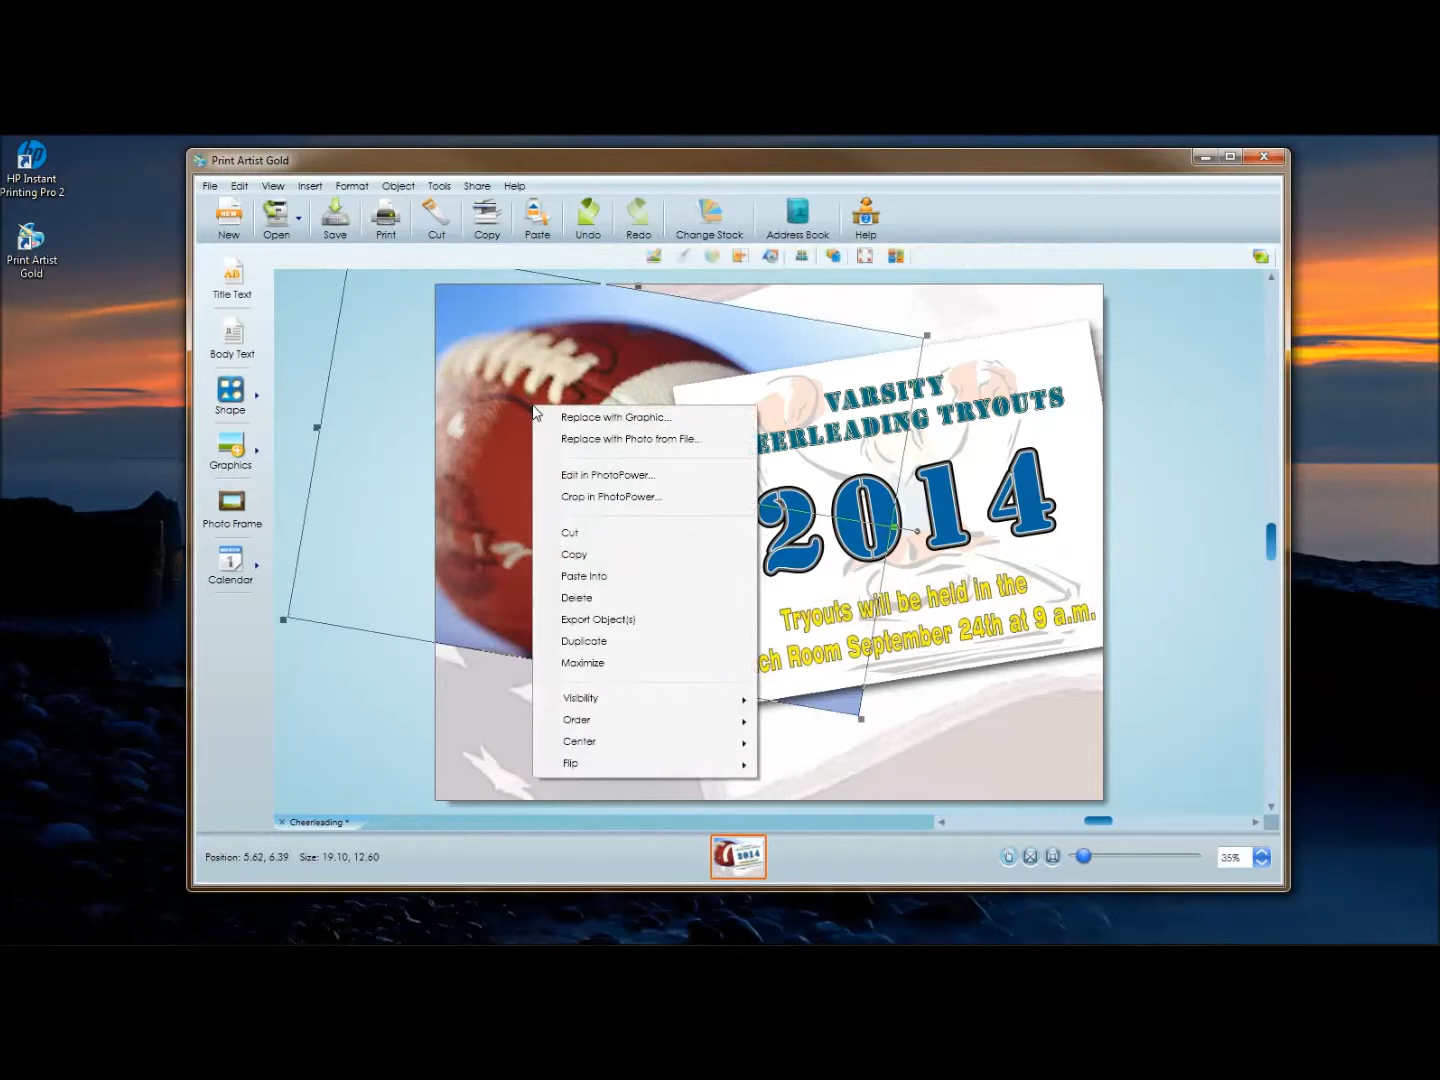 HP Instant
Printing Pro 2
Print Artist
Gold
Print Artist Gold
File Edit View Insert Format Object Tools Share Help
NEW
New Open Save Print Cut Copy Paste Undo Redo Change Stock Address Book Help
AB
Title Text
Body Text
Shape
Graphics
Photo Frame
MARCH
1
Calendar
VARSITY
EERLEADING TRYOUTS
2014
Tryouts will be held in the
ch Room September 24th at 9 a.m.
Replace with Graphic...
Replace with Photo from File...
Edit in PhotoPower...
Crop in PhotoPower...
Cut
Copy
Paste Into
Delete
Export Object(s)
Duplicate
Maximize
Visibility
Order
Center
Flip
Cheerleading *
Position: 5.62, 6.39 Size: 19.10, 12.60
2014
35%